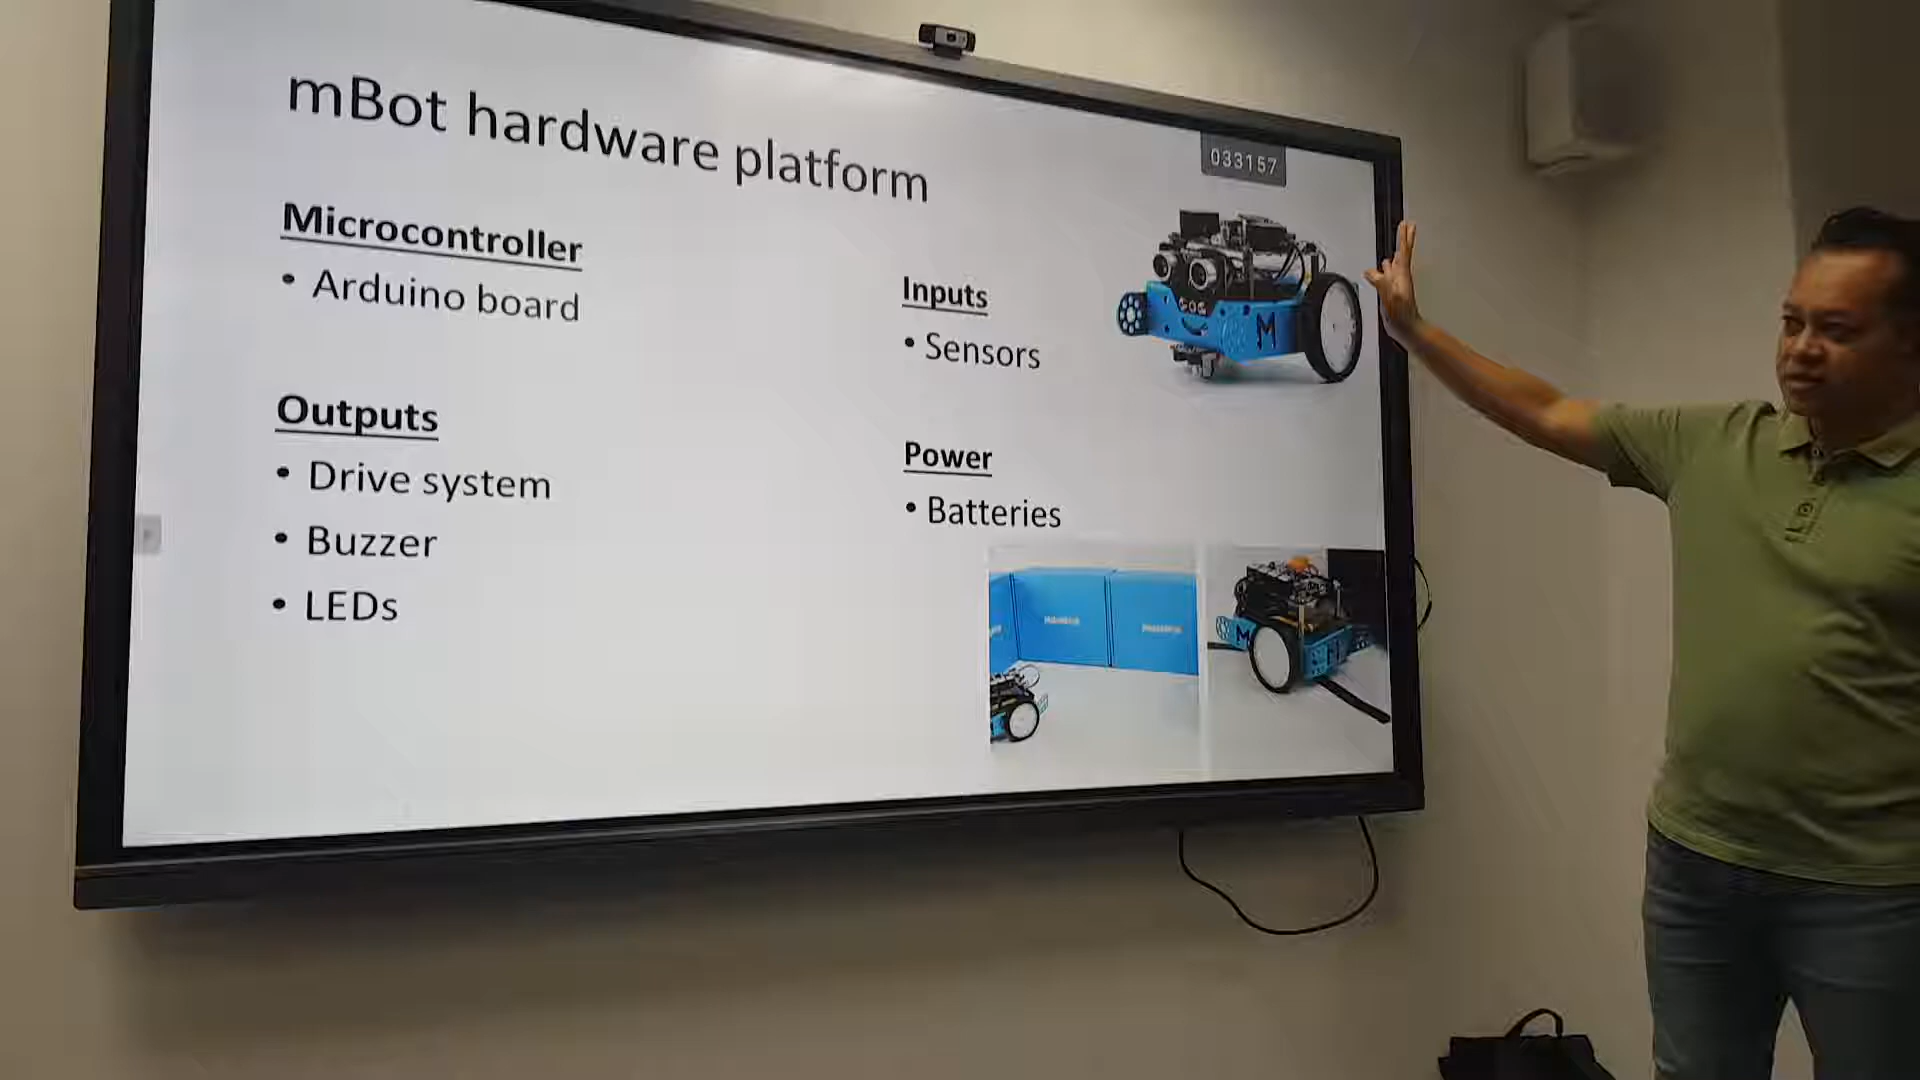 mBot hardware platform
033157
Microcontroller
• Arduino board
Outputs
• Drive system
• Buzzer
• LEDs
Inputs
• Sensors
Power
• Batteries
M